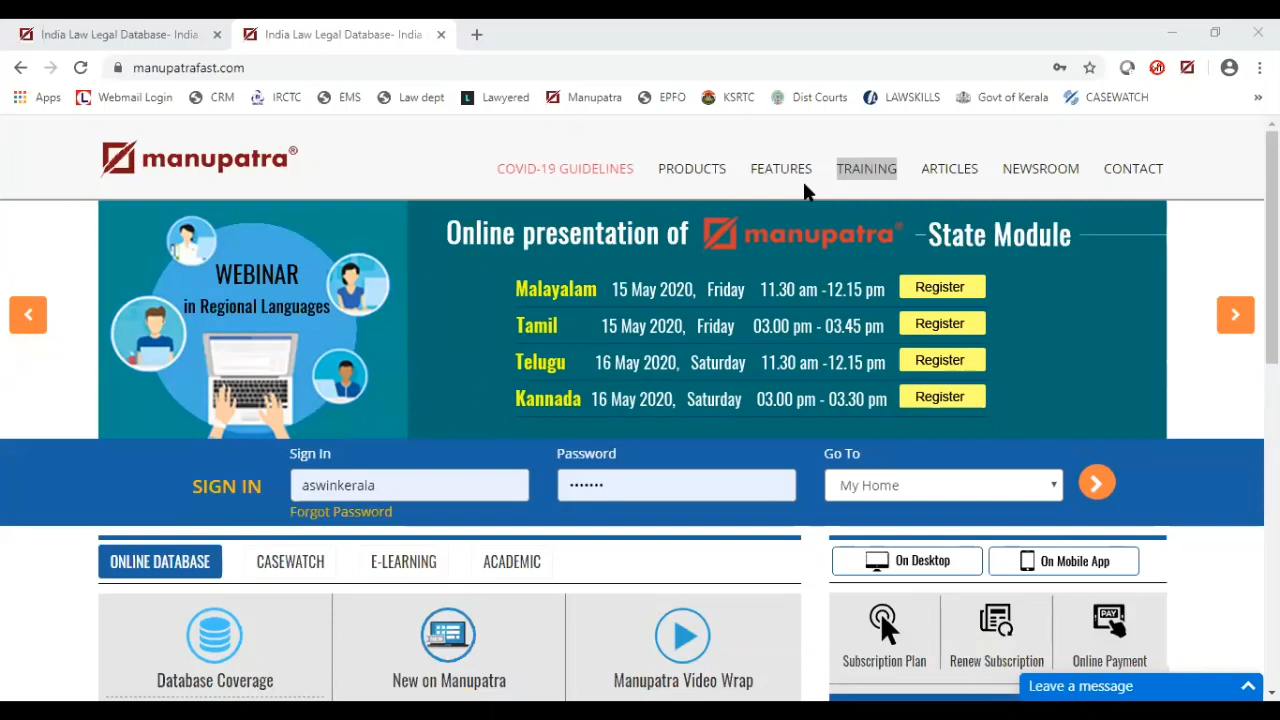 India Law Legal Database- India
India Law Legal Database- India
manupatrafast.com
Apps
Webmail Login
CRM
IRCTC
EMS
Law dept
Lawyered
Manupatra
EPFO
KSRTC
Dist Courts
LAWSKILLS
Govt of Kerala
CASEWATCH
»
manupatra®
COVID-19 GUIDELINES
PRODUCTS
FEATURES
TRAINING
ARTICLES
NEWSROOM
CONTACT
WEBINAR
in Regional Languages
Online presentation of manupatra® State Module
Malayalam 15 May 2020, Friday 11.30 am -12.15 pm Register
Tamil 15 May 2020, Friday 03.00 pm - 03.45 pm Register
Telugu 16 May 2020, Saturday 11.30 am -12.15 pm Register
Kannada 16 May 2020, Saturday 03.00 pm - 03.30 pm Register
SIGN IN
Sign In
aswinkerala
Forgot Password
Password
•••••••
Go To
My Home
ONLINE DATABASE
CASEWATCH
E-LEARNING
ACADEMIC
On Desktop
On Mobile App
Database Coverage
New on Manupatra
Manupatra Video Wrap
Subscription Plan
NEW
Renew Subscription
PAY
Online Payment
Leave a message